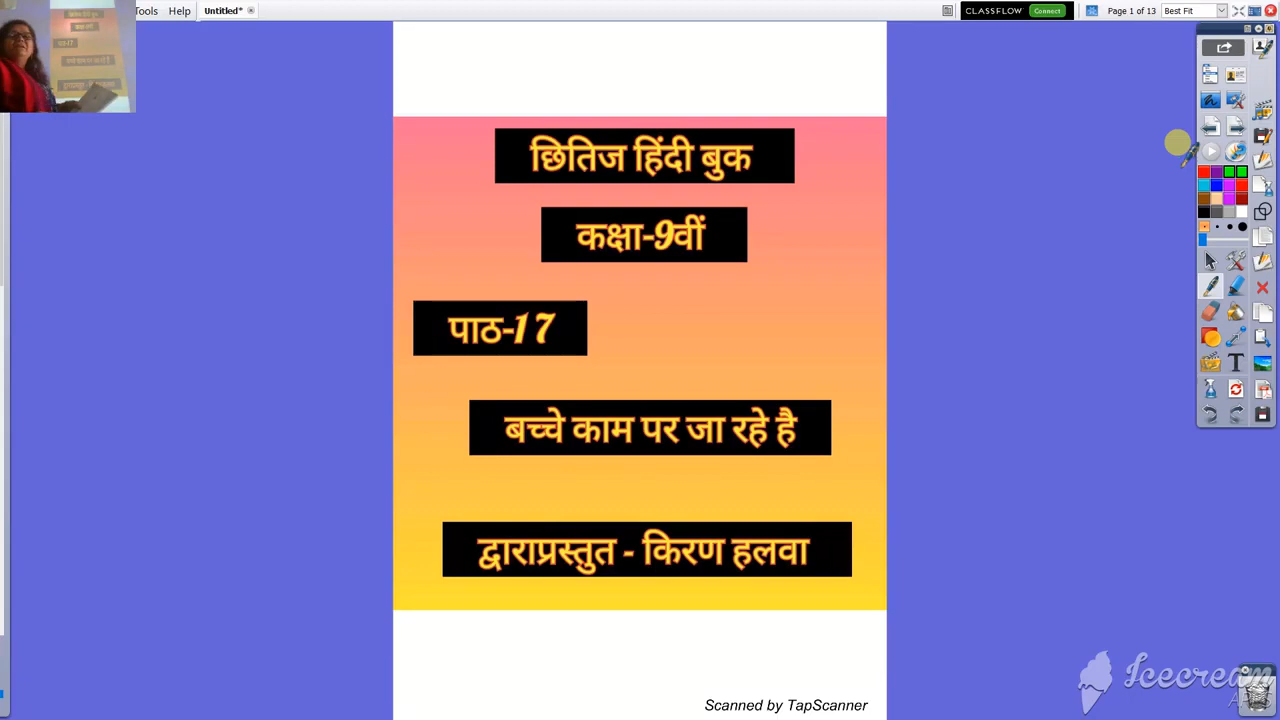 Tools Help Untitled* CLASSFLOW Connect Page 1 of 13 Best Fit
छितिज हिंदी बुक
कक्षा-9वीं
पाठ-17
बच्चे काम पर जा रहे है
द्वाराप्रस्तुत - किरण हलवा
Icecream
APPS
Scanned by TapScanner